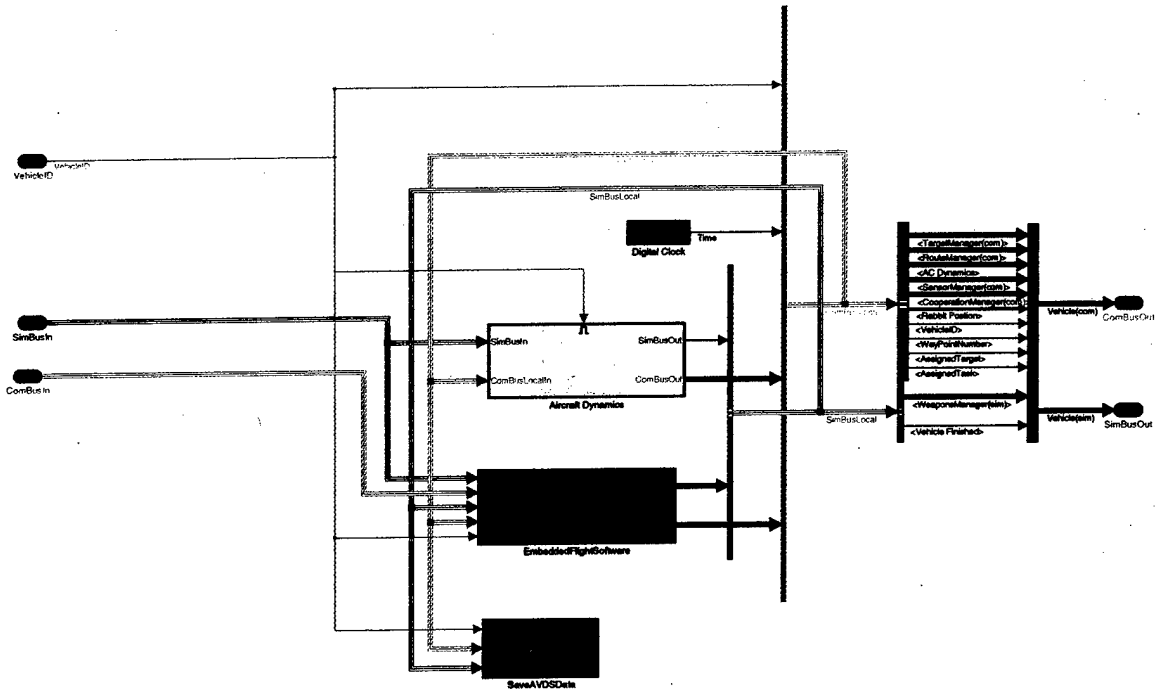 VehicleID
VehicleID
SimBusLocal
Time
Digital Clock
<TargetManager(com)>
<RouteManager(com)>
<AC Dynamics>
<SensorManager(com)>
<CooperationManager(com)>
<Rabbit Position>
<VehicleID>
<WayPointNumber>
<AssignedTarget>
<AssignedTask>
Vehicle(com)
ComBusOut
SimBusIn
ComBusIn
SimBusIn
SimBusOut
ComBusLocalIn
ComBusOut
Aircraft Dynamics
SimBusLocal
<WeaponsManager(sim)>
<Vehicle Finished>
Vehicle(sim)
SimBusOut
EmbeddedFlightSoftware
SaveAVDSData